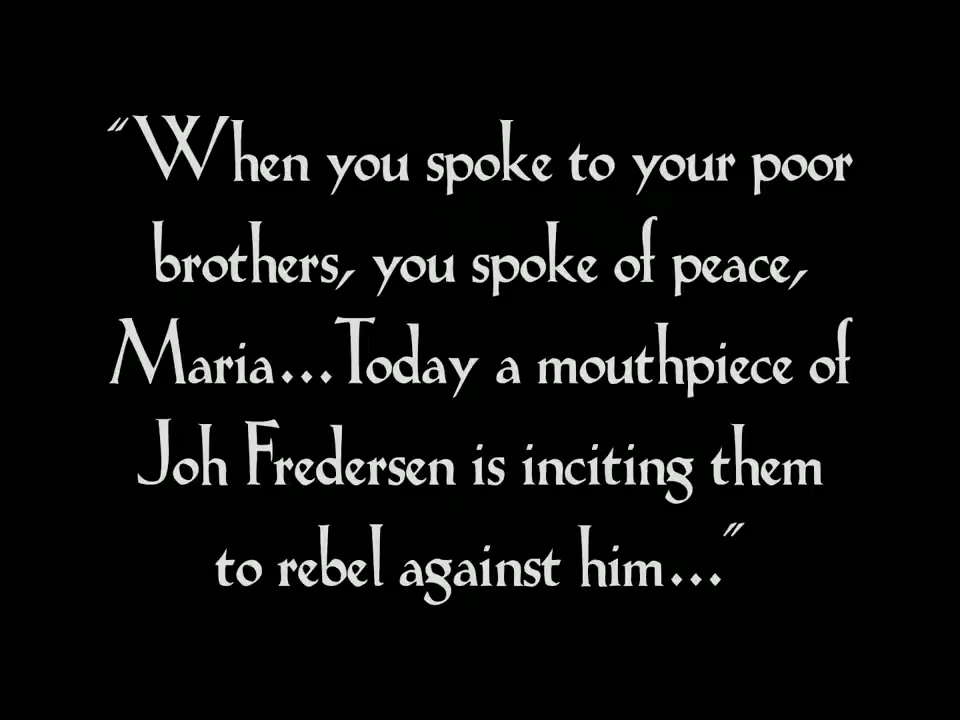 "When you spoke to your poor
brothers, you spoke of peace,
Maria...Today a mouthpiece of
Joh Fredersen is inciting them
to rebel against him..."